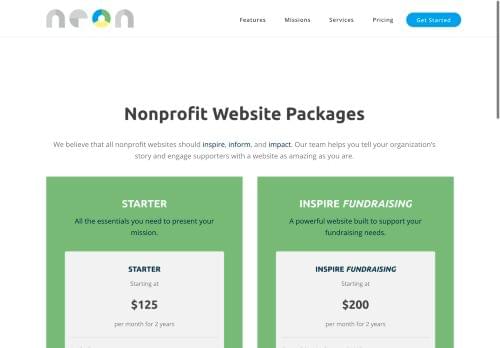 neon
Features Missions Services Pricing Get Started
Nonprofit Website Packages
We believe that all nonprofit websites should inspire, inform, and impact. Our team helps you tell your organization's
story and engage supporters with a website as amazing as you are.
STARTER
All the essentials you need to present your
mission.
STARTER
Starting at
$125
per month for 2 years
INSPIRE FUNDRAISING
A powerful website built to support your
fundraising needs.
INSPIRE FUNDRAISING
Starting at
$200
per month for 2 years